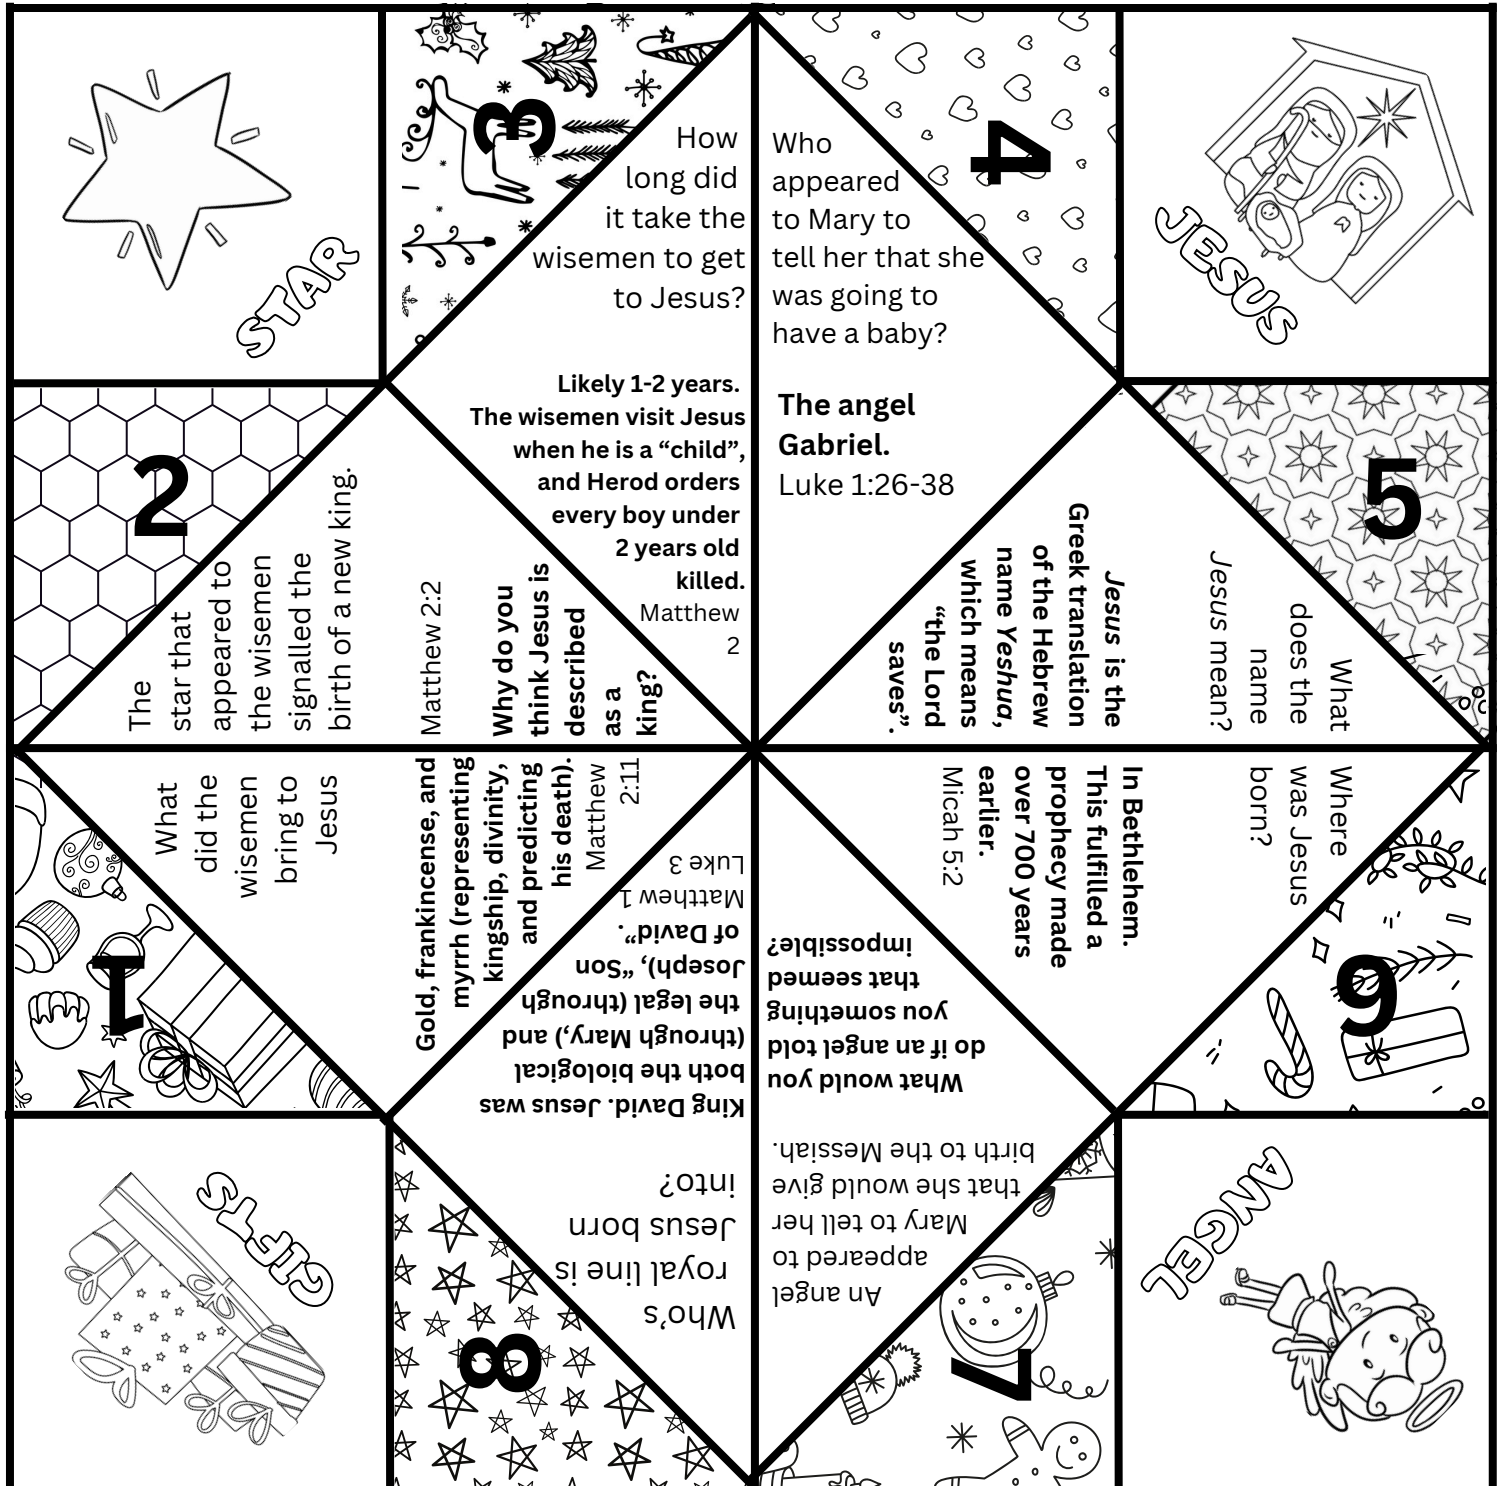 STAR
3
How
long did
it take the
wisemen to get
to Jesus?
Likely 1-2 years.
The wisemen visit Jesus
when he is a “child”,
and Herod orders
every boy under
2 years old
killed.
Matthew
2
Who
appeared
to Mary to
tell her that she
was going to
have a baby?
The angel
Gabriel.
Luke 1:26-38
4
JESUS
2
The
star that
appeared to
the wisemen
signalled the
birth of a new king.
Matthew 2:2
Why do you
think Jesus is
described
as a
king?
5
What
does the
name
Jesus mean?
Jesus is the
Greek translation
of the Hebrew
name Yeshua,
which means
“the Lord
saves”.
1
What
did the
wisemen
bring to
Jesus
Gold, frankincense, and
myrrh (representing
kingship, divinity,
and predicting
his death).
Matthew
2:11
6
Where
was Jesus
born?
In Bethlehem.
This fulfilled a
prophecy made
over 700 years
earlier.
Micah 5:2
GIFTS
8
Who’s
royal line is
Jesus born
into?
King David. Jesus was
both the biological
(through Mary,) and
the legal (through
Joseph), “Son
of David”.
Matthew 1
Luke 3
7
An angel
appeared to
Mary to tell her
that she would give
birth to the Messiah.
What would you
do if an angel told
you something
that seemed
impossible?
ANGEL